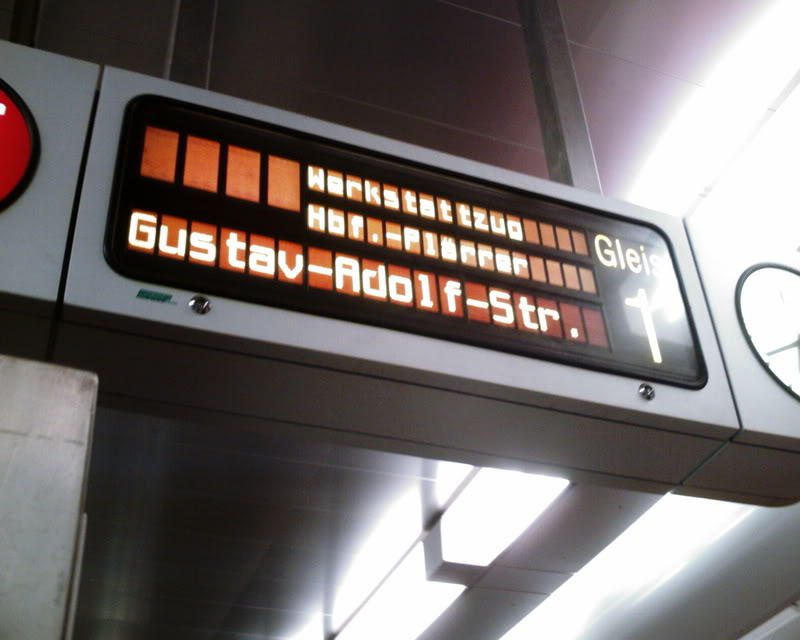 Werkstattzug
Hbf.-Plärrer
Gustav-Adolf-Str.
Gleis
1